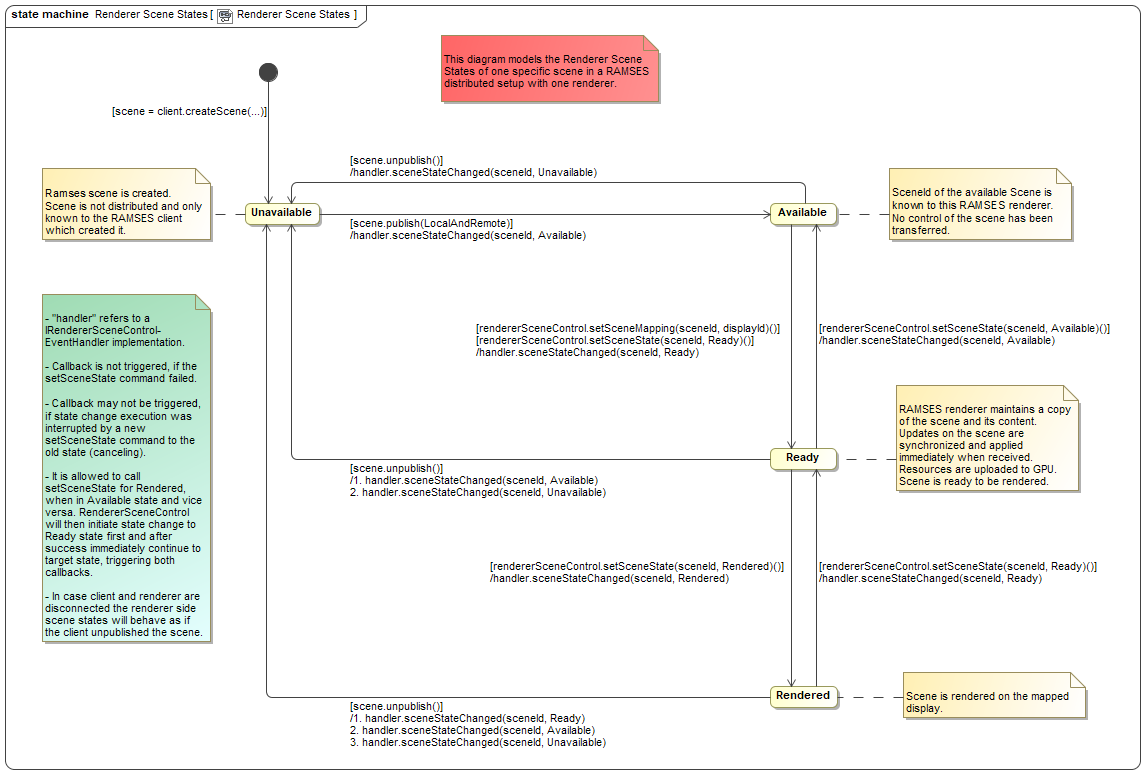 state machine Renderer Scene States [ Renderer Scene States ]
This diagram models the Renderer Scene
States of one specific scene in a RAMSES
distributed setup with one renderer.
[scene = client.createScene(...)]
[scene.unpublish()]
/handler.sceneStateChanged(sceneId, Unavailable)
Ramses scene is created.
Scene is not distributed and only
known to the RAMSES client
which created it.
Unavailable
Available
SceneId of the available Scene is
known to this RAMSES renderer.
No control of the scene has been
transferred.
[scene.publish(LocalAndRemote)]
/handler.sceneStateChanged(sceneId, Available)
- "handler" refers to a
IRendererSceneControl-
EventHandler implementation.
- Callback is not triggered, if the
setSceneState command failed.
- Callback may not be triggered,
if state change execution was
interrupted by a new
setSceneState command to the
old state (canceling).
- It is allowed to call
setSceneState for Rendered,
when in Available state and vice
versa. RendererSceneControl
will then initiate state change to
Ready state first and after
success immediately continue to
target state, triggering both
callbacks.
- In case client and renderer are
disconnected the renderer side
scene states will behave as if
the client unpublished the scene.
[rendererSceneControl.setSceneMapping(sceneId, displayId)()]
[rendererSceneControl.setSceneState(sceneId, Ready)()]
/handler.sceneStateChanged(sceneId, Ready)
[rendererSceneControl.setSceneState(sceneId, Available)()]
/handler.sceneStateChanged(sceneId, Available)
RAMSES renderer maintains a copy
of the scene and its content.
Updates on the scene are
synchronized and applied
immediately when received.
Resources are uploaded to GPU.
Scene is ready to be rendered.
Ready
[scene.unpublish()]
/1. handler.sceneStateChanged(sceneId, Available)
2. handler.sceneStateChanged(sceneId, Unavailable)
[rendererSceneControl.setSceneState(sceneId, Rendered)()]
/handler.sceneStateChanged(sceneId, Rendered)
[rendererSceneControl.setSceneState(sceneId, Ready)()]
/handler.sceneStateChanged(sceneId, Ready)
Rendered
Scene is rendered on the mapped
display.
[scene.unpublish()]
/1. handler.sceneStateChanged(sceneId, Ready)
2. handler.sceneStateChanged(sceneId, Available)
3. handler.sceneStateChanged(sceneId, Unavailable)